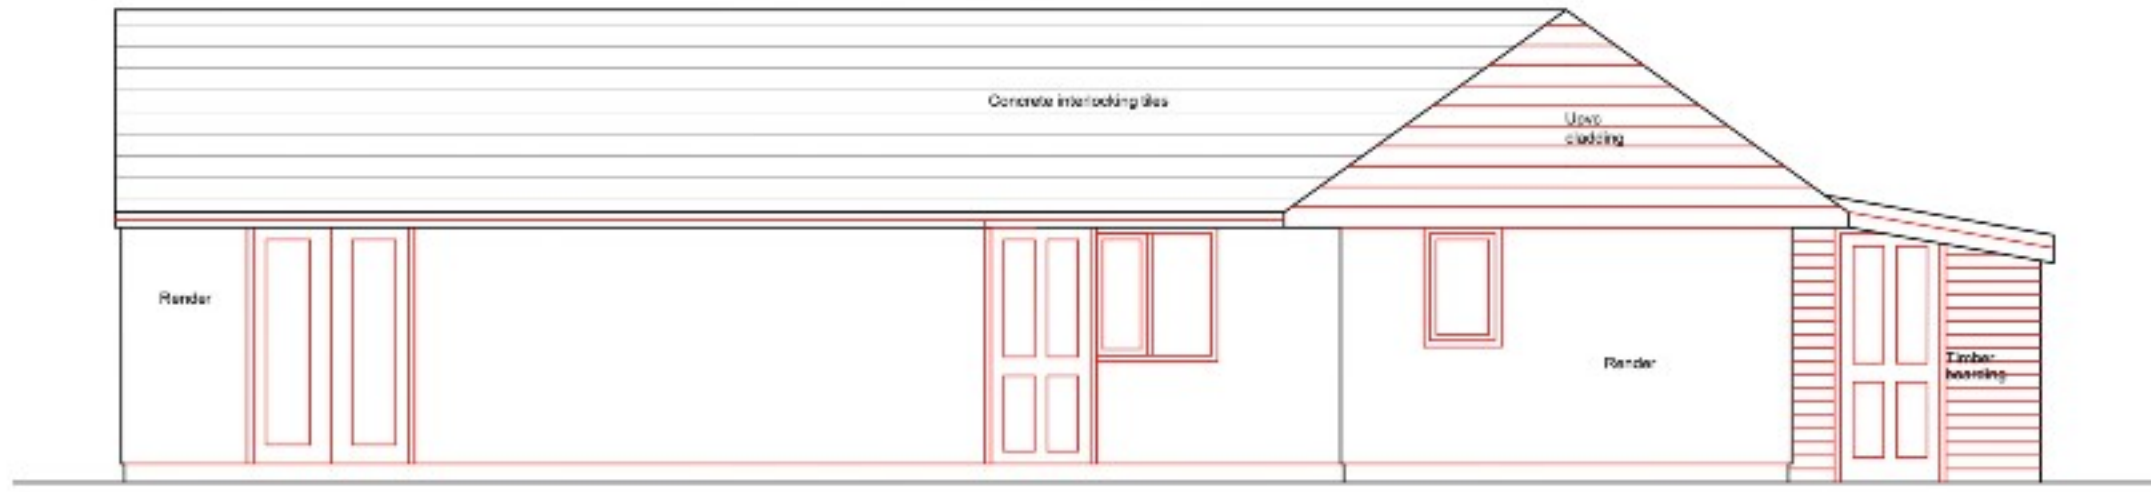 Concrete interlocking tiles
Upvc
cladding
Render
Render
Timber
boarding